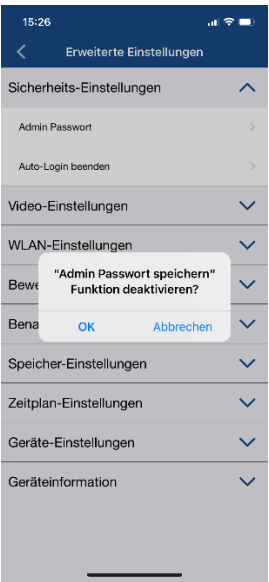 15:26
Erweiterte Einstellungen
Sicherheits-Einstellungen
Admin Passwort
Auto-Login beenden
Video-Einstellungen
WLAN-Einstellungen
"Admin Passwort speichern"
Funktion deaktivieren?
OK Abbrechen
Speicher-Einstellungen
Zeitplan-Einstellungen
Geräte-Einstellungen
Geräteinformation